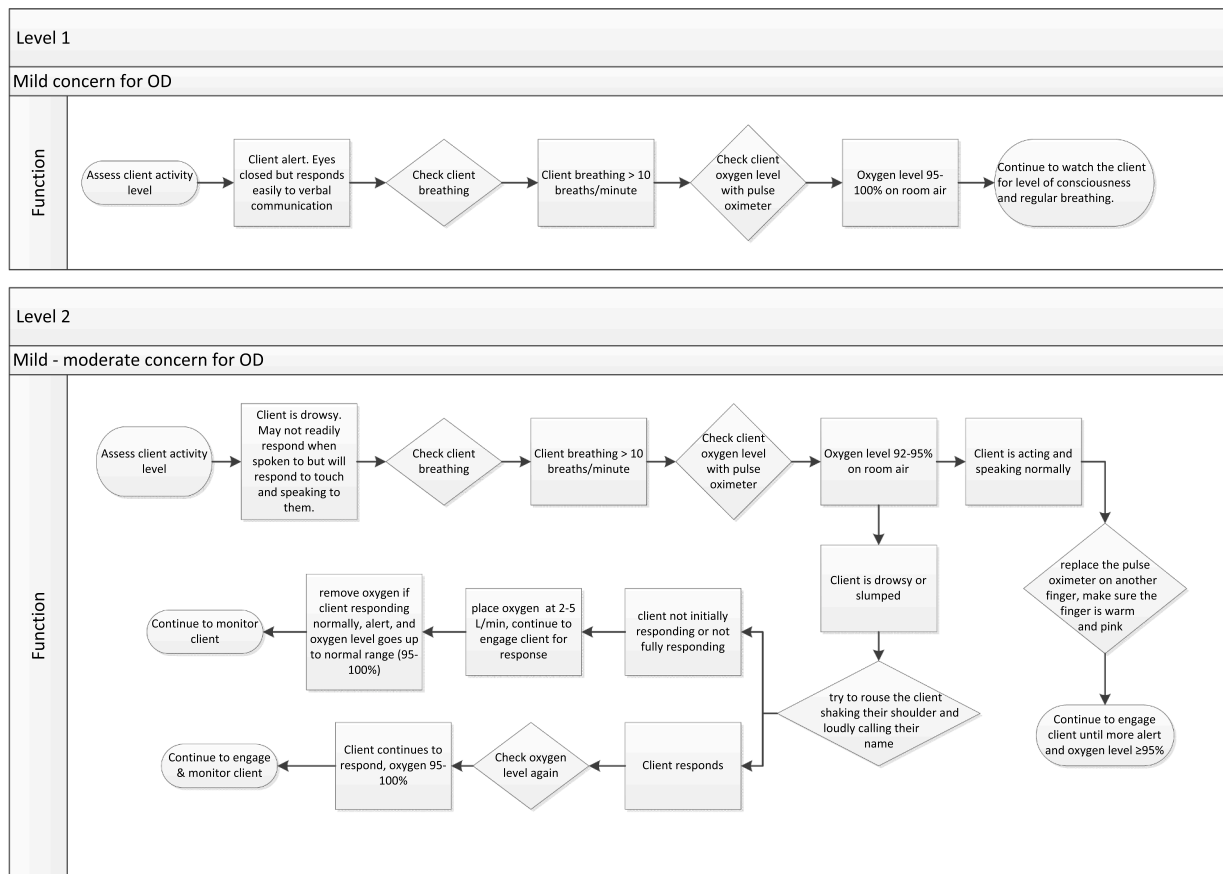 Level 1
Mild concern for OD
Function
Assess client activity
level
Client alert. Eyes
closed but responds
easily to verbal
communication
Check client
breathing
Client breathing > 10
breaths/minute
Check client
oxygen level
with pulse
oximeter
Oxygen level 95-
100% on room air
Continue to watch the client
for level of consciousness
and regular breathing.
Level 2
Mild - moderate concern for OD
Function
Assess client activity
level
Client is drowsy.
May not readily
respond when
spoken to but will
respond to touch
and speaking to
them.
Check client
breathing
Client breathing > 10
breaths/minute
Check client
oxygen level
with pulse
oximeter
Oxygen level 92-95%
on room air
Client is acting and
speaking normally
replace the pulse
oximeter on another
finger, make sure the
finger is warm
and pink
Continue to engage
client until more alert
and oxygen level ≥95%
Client is drowsy or
slumped
try to rouse the client
shaking their shoulder and
loudly calling their
name
client not initially
responding or not
fully responding
place oxygen at 2-5
L/min, continue to
engage client for
response
remove oxygen if
client responding
normally, alert, and
oxygen level goes up
to normal range (95-
100%)
Continue to monitor
client
Client responds
Check oxygen
level again
Client continues to
respond, oxygen 95-
100%
Continue to engage
& monitor client